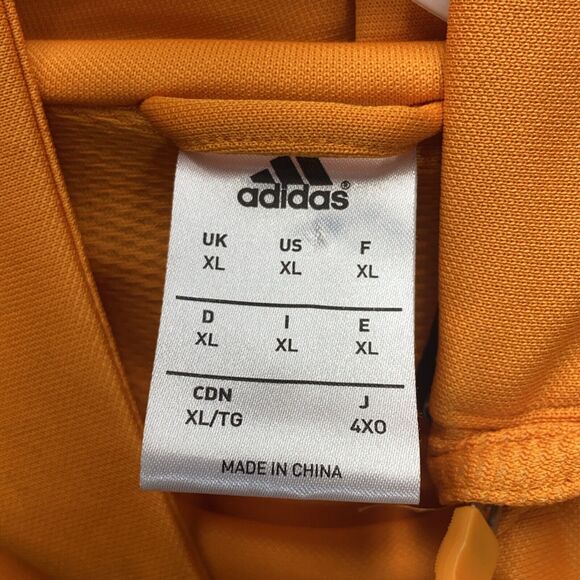 adidas®
UK US F
XL XL XL
D I E
XL XL XL
CDN J
XL/TG 4XO
MADE IN CHINA